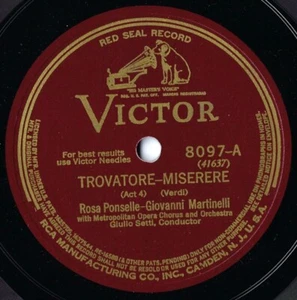 RED SEAL RECORD
"HIS MASTER'S VOICE"
VICTOR
For best results
use Victor Needles
8097-A
(41637)
TROVATORE–MISERERE
(Act 4) (Verdi)
Rosa Ponselle-Giovanni Martinelli
with Metropolitan Opera Chorus and Orchestra
Giulio Setti, Conductor
RCA MANUFACTURING CO., INC., CAMDEN, N. J., U.S.A.